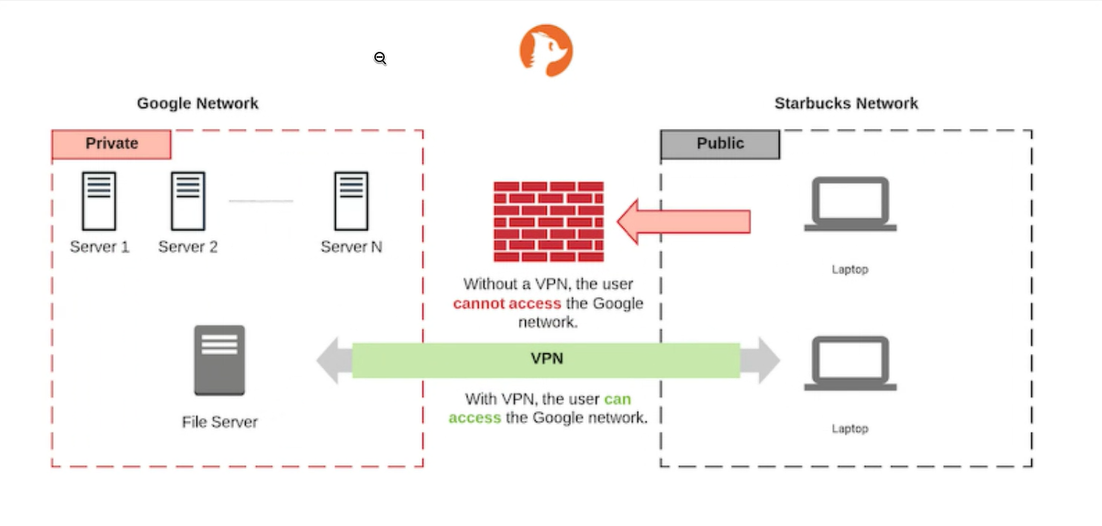 Google Network
Starbucks Network
Private
Public
Server 1
Server 2
Server N
Laptop
Without a VPN, the user
cannot access the Google
network.
VPN
With VPN, the user can
access the Google network.
File Server
Laptop